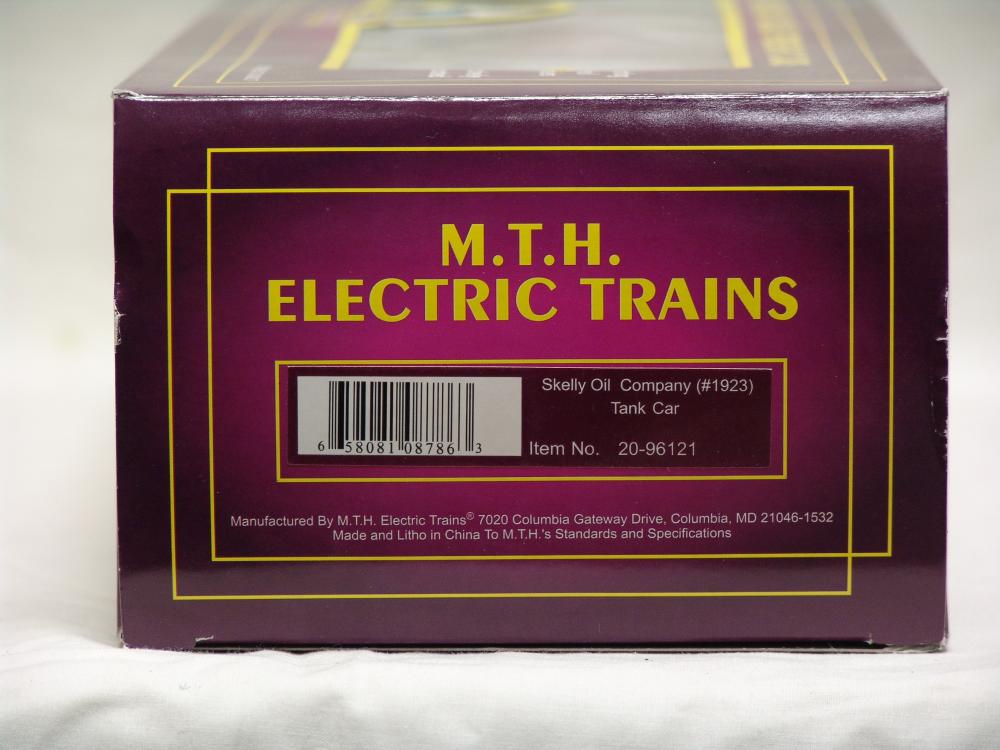 M.T.H.
ELECTRIC TRAINS
Skelly Oil Company (#1923)
Tank Car
6 58081 08786 3
Item No. 20-96121
Manufactured By M.T.H. Electric Trains® 7020 Columbia Gateway Drive, Columbia, MD 21046-1532
Made and Litho in China To M.T.H.'s Standards and Specifications